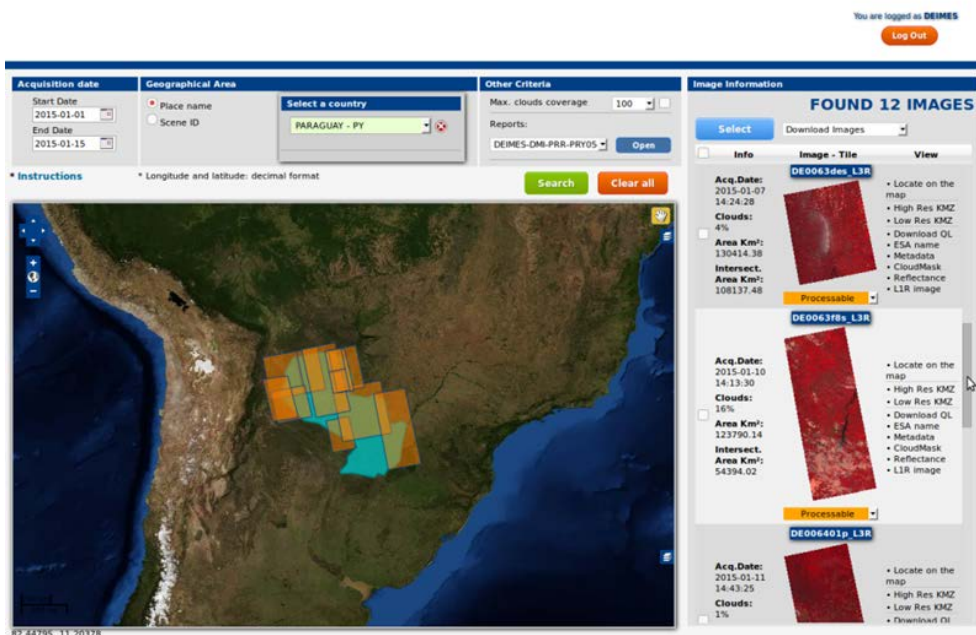 You are logged as DEIMES
Log Out
Acquisition date
Start Date
2015-01-01
End Date
2015-01-15
Geographical Area
Place name
Scene ID
Select a country
PARAGUAY - PY
Other Criteria
Max. clouds coverage 100
Reports:
DEIMES-DMI-PRR-PRY05 Open
* Instructions
* Longitude and latitude: decimal format
Search
Clear all
82.44795, 11.20378
Image Information
FOUND 12 IMAGES
Select Download Images
Info Image - Tile View
DE0063des_L3R
Acq.Date:
2015-01-07
14:24:28
Clouds:
4%
Area Km²:
130414.38
Intersect.
Area Km²:
108137.48
• Locate on the
map
• High Res KMZ
• Low Res KMZ
• Download QL
• ESA name
• Metadata
• CloudMask
• Reflectance
• L1R image
Processable
DE0063f8s_L3R
Acq.Date:
2015-01-10
14:13:30
Clouds:
16%
Area Km²:
123790.14
Intersect.
Area Km²:
54394.02
• Locate on the
map
• High Res KMZ
• Low Res KMZ
• Download QL
• ESA name
• Metadata
• CloudMask
• Reflectance
• L1R image
Processable
DE006401p_L3R
Acq.Date:
2015-01-11
14:43:25
Clouds:
1%
• Locate on the
map
• High Res KMZ
• Low Res KMZ
• Download QL